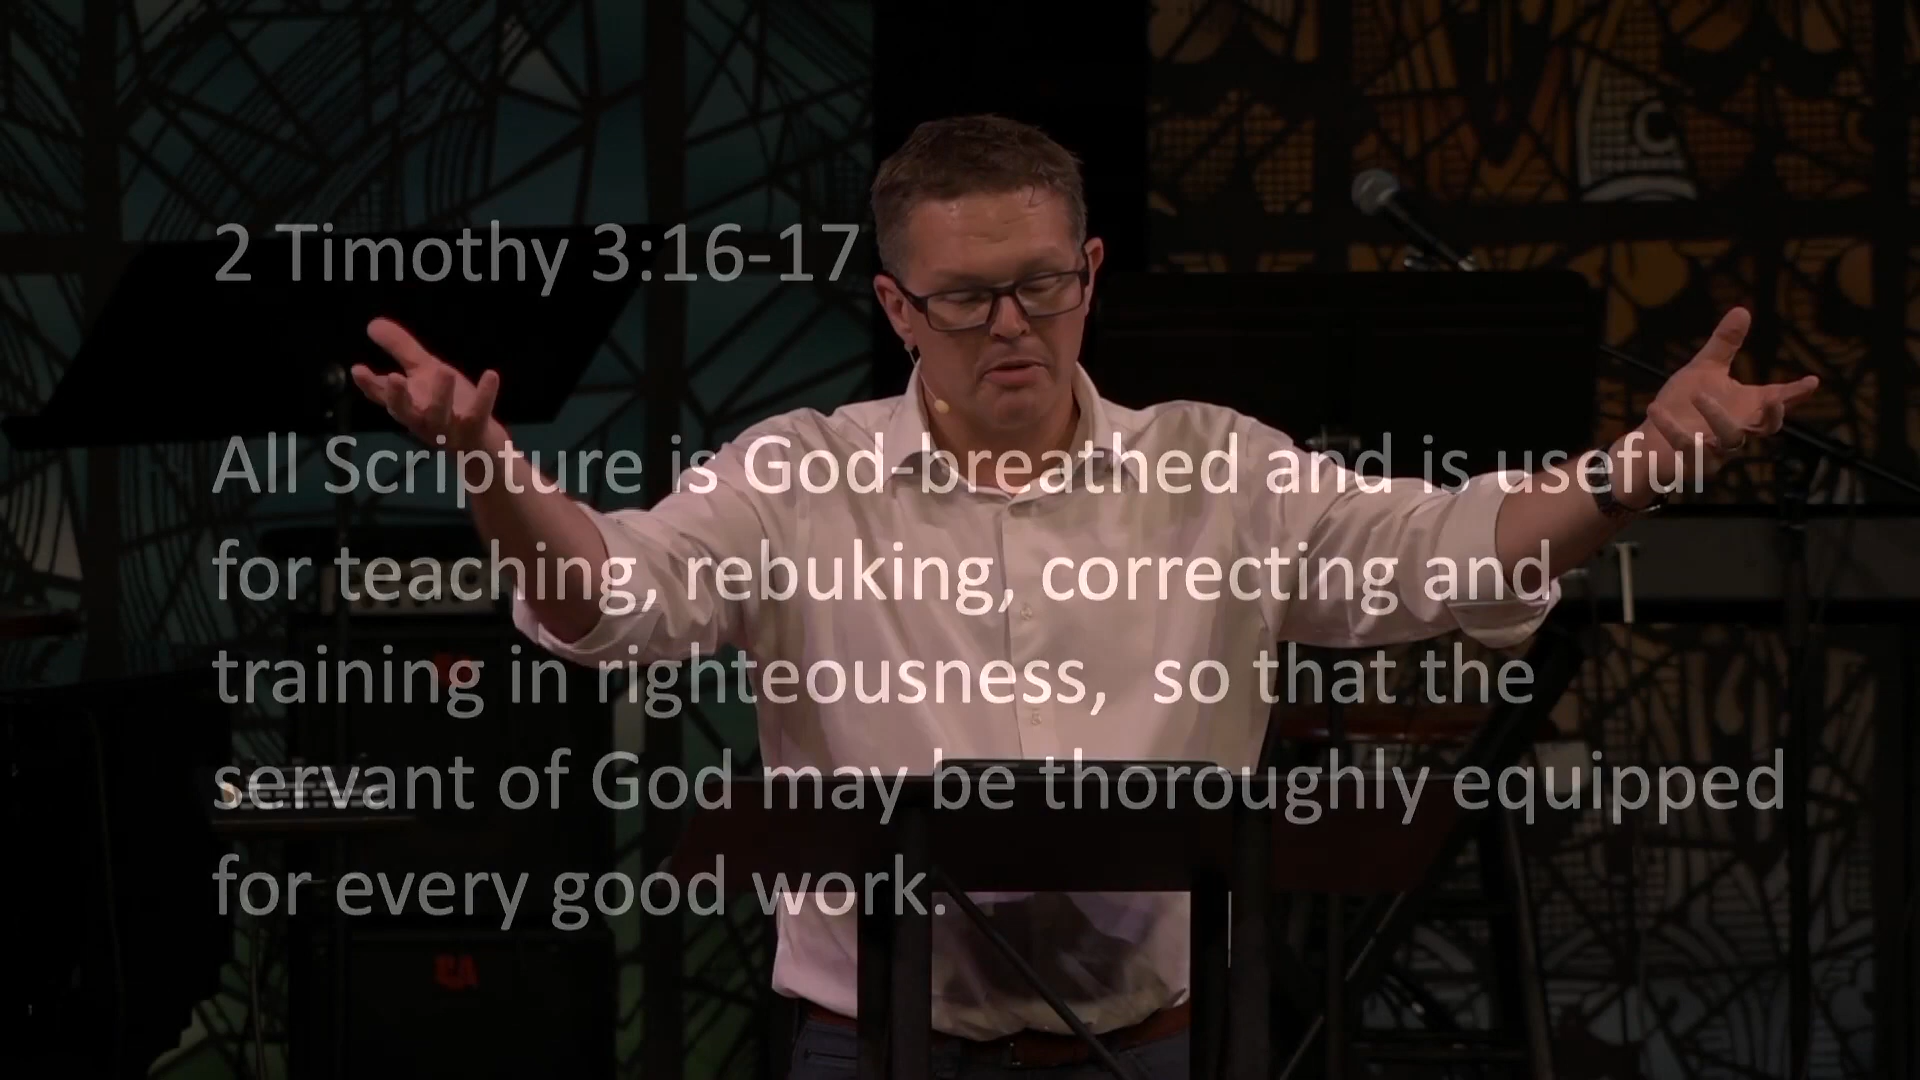 2 Timothy 3:16-17
All Scripture is God-breathed and is useful
for teaching, rebuking, correcting and
training in righteousness,  so that the
servant of God may be thoroughly equipped
for every good work.
C